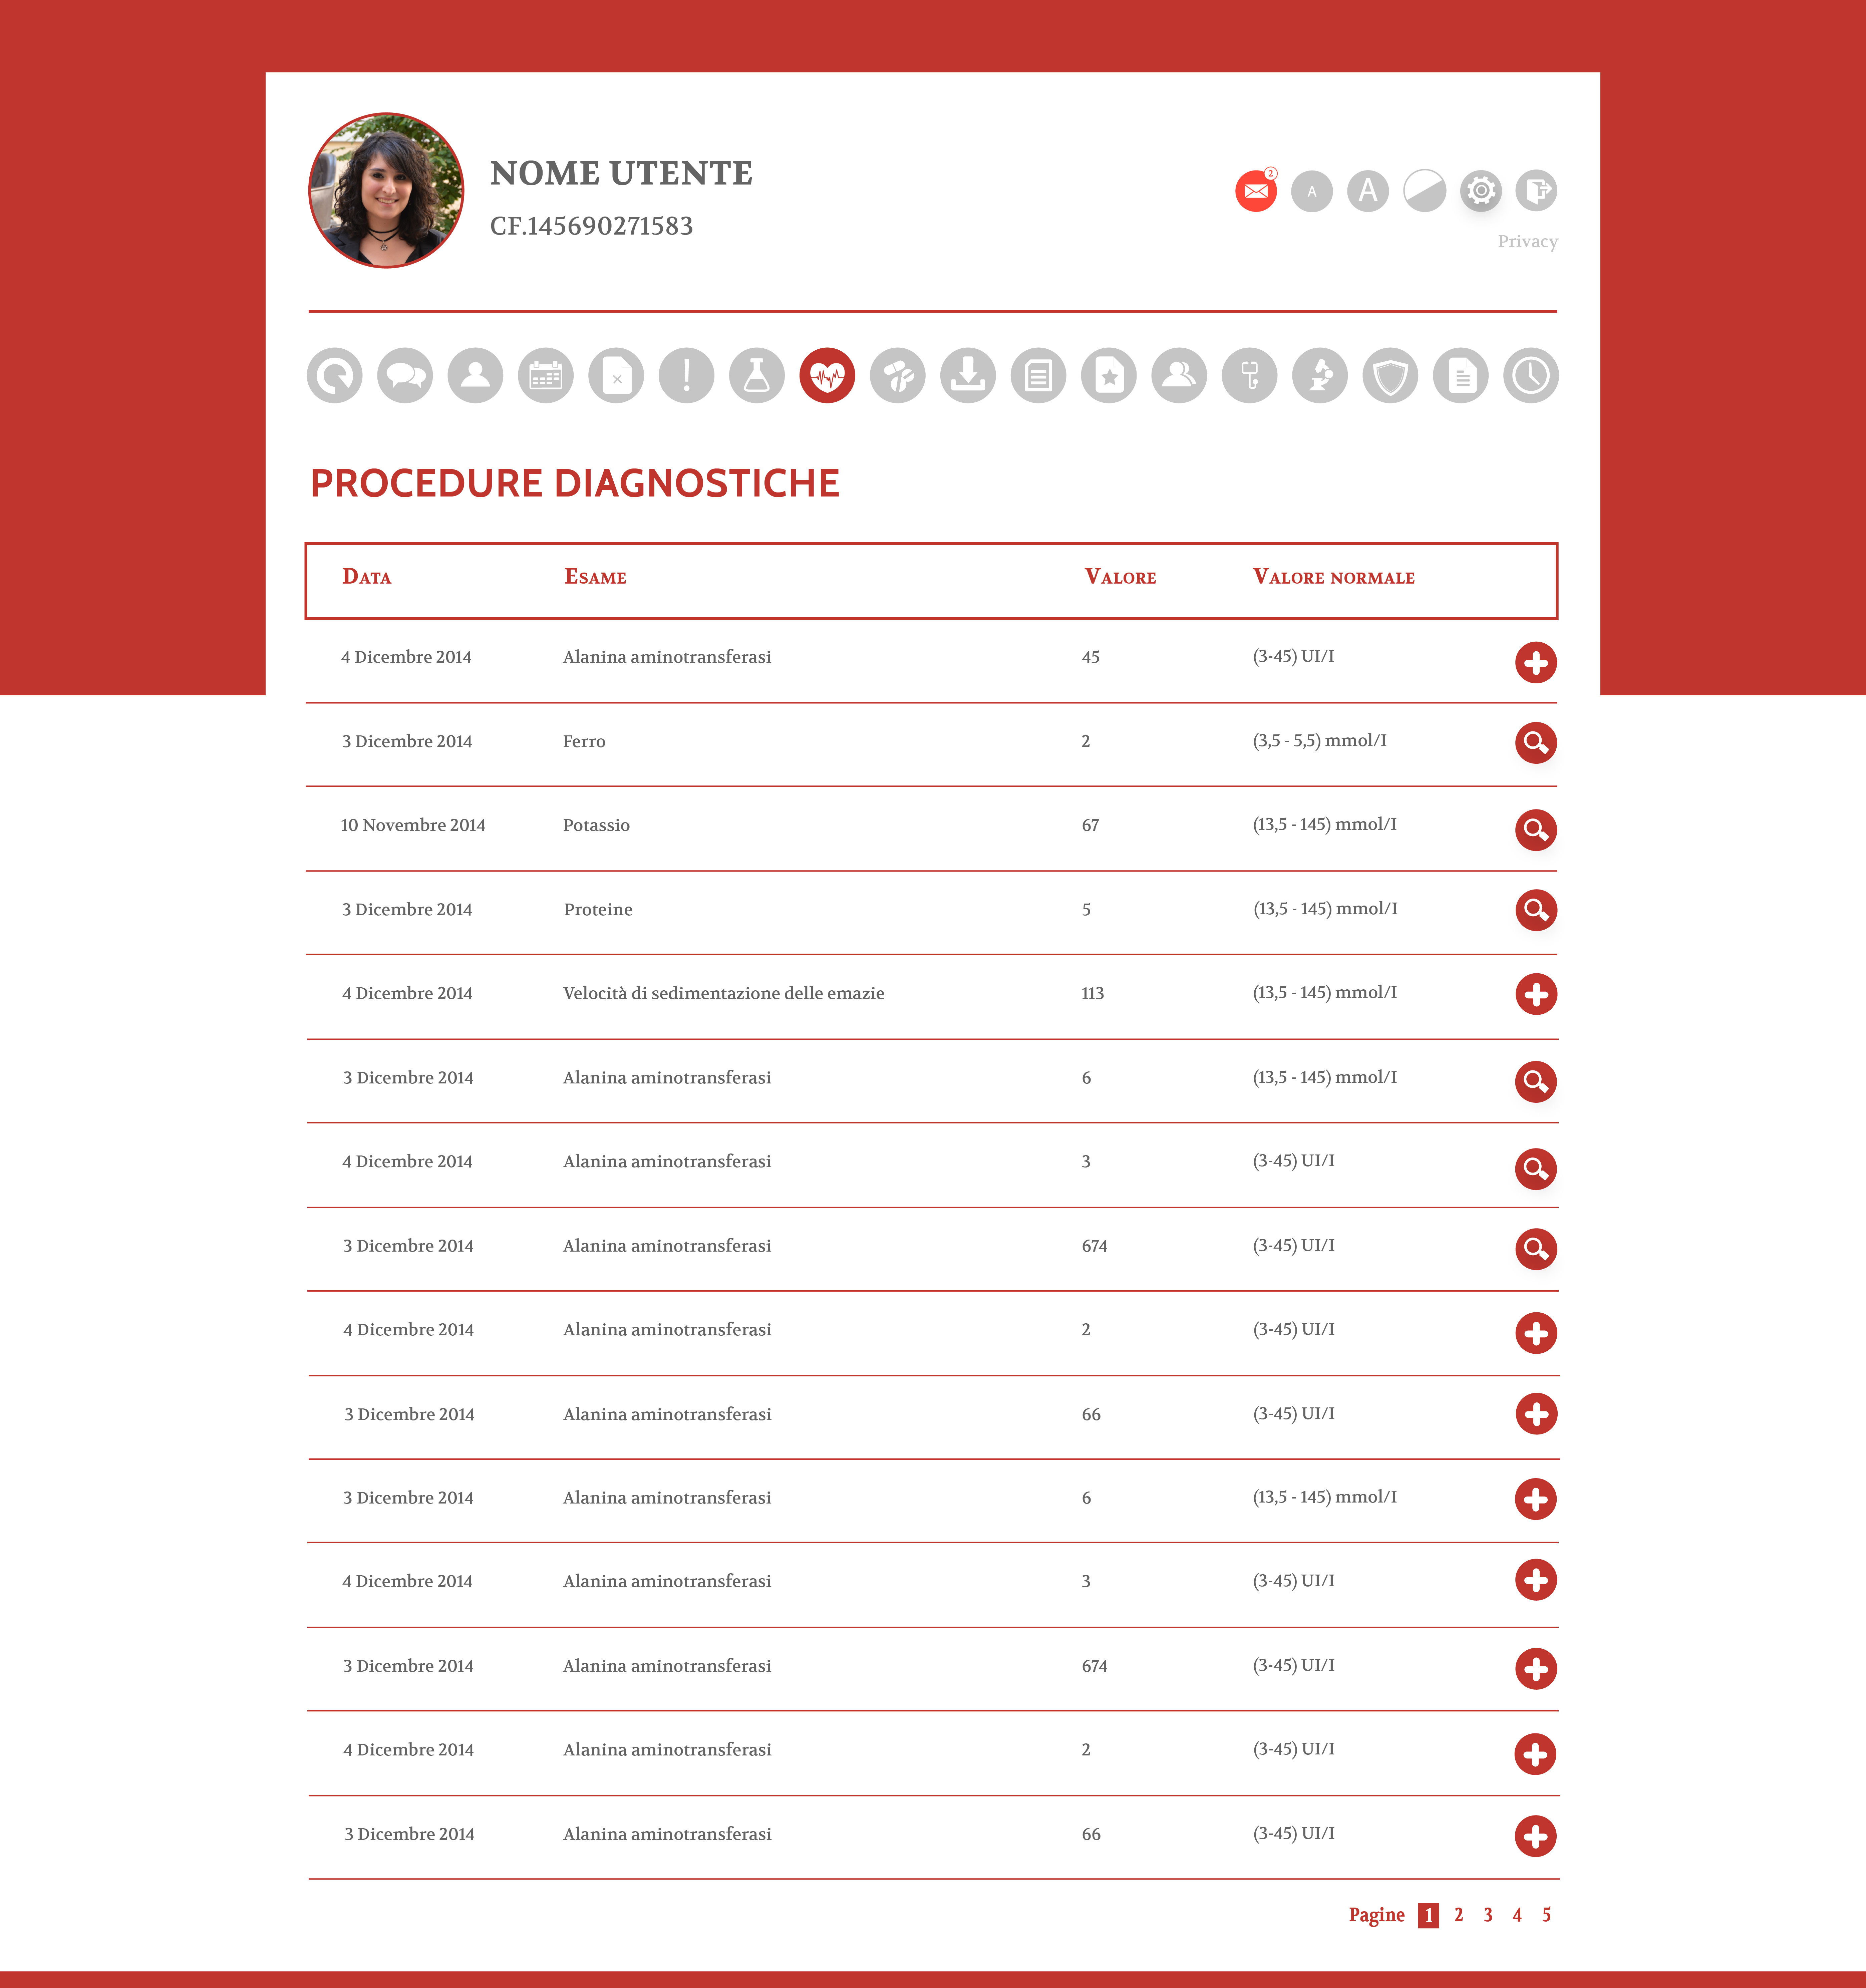 NOME UTENTE
CF.145690271583
2
A
A
Privacy
PROCEDURE DIAGNOSTICHE
Data Esame Valore Valore normale
4 Dicembre 2014 Alanina aminotransferasi 45 (3-45) UI/I
3 Dicembre 2014 Ferro 2 (3,5 - 5,5) mmol/I
10 Novembre 2014 Potassio 67 (13,5 - 145) mmol/I
3 Dicembre 2014 Proteine 5 (13,5 - 145) mmol/I
4 Dicembre 2014 Velocità di sedimentazione delle emazie 113 (13,5 - 145) mmol/I
3 Dicembre 2014 Alanina aminotransferasi 6 (13,5 - 145) mmol/I
4 Dicembre 2014 Alanina aminotransferasi 3 (3-45) UI/I
3 Dicembre 2014 Alanina aminotransferasi 674 (3-45) UI/I
4 Dicembre 2014 Alanina aminotransferasi 2 (3-45) UI/I
3 Dicembre 2014 Alanina aminotransferasi 66 (3-45) UI/I
3 Dicembre 2014 Alanina aminotransferasi 6 (13,5 - 145) mmol/I
4 Dicembre 2014 Alanina aminotransferasi 3 (3-45) UI/I
3 Dicembre 2014 Alanina aminotransferasi 674 (3-45) UI/I
4 Dicembre 2014 Alanina aminotransferasi 2 (3-45) UI/I
3 Dicembre 2014 Alanina aminotransferasi 66 (3-45) UI/I
Pagine 1 2 3 4 5